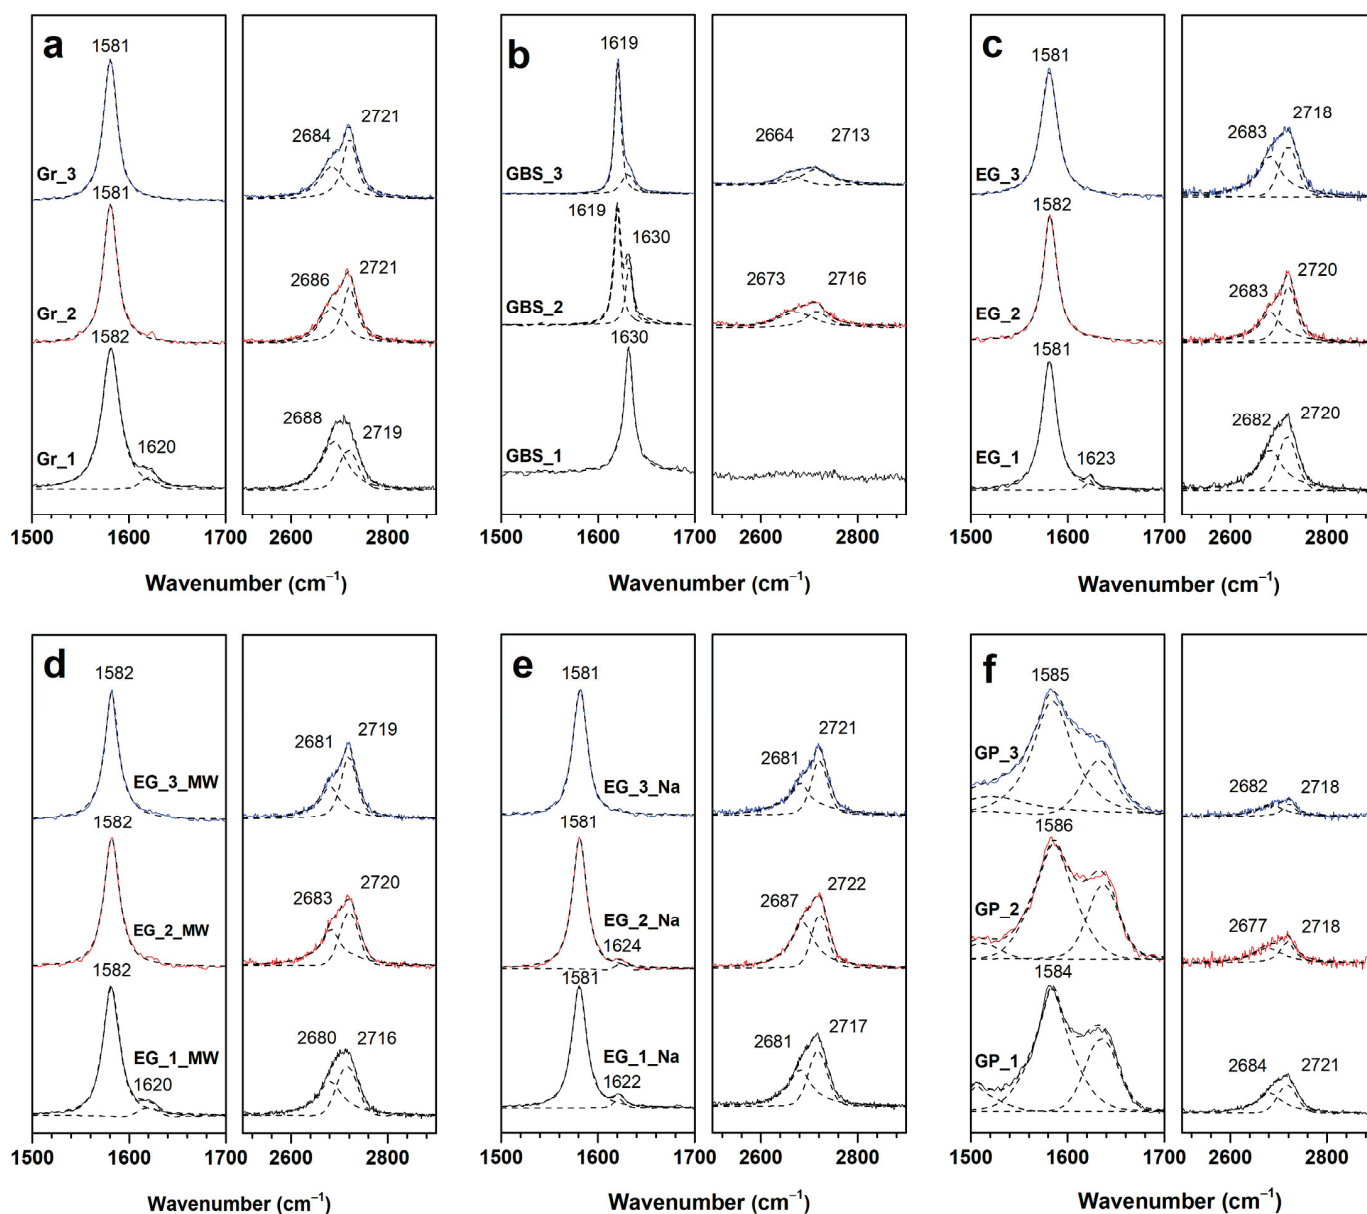 a
1581
2684
2721
Gr_3
1581
2686
2721
Gr_2
1582
1620
2688
2719
Gr_1
1500
1600
1700
2600
2800
Wavenumber (cm⁻¹)
b
1619
2664
2713
GBS_3
1619
1630
2673
2716
GBS_2
1630
GBS_1
1500
1600
1700
2600
2800
Wavenumber (cm⁻¹)
c
1581
2683
2718
EG_3
1582
2683
2720
EG_2
1581
1623
2682
2720
EG_1
1500
1600
1700
2600
2800
Wavenumber (cm⁻¹)
d
1582
2681
2719
EG_3_MW
1582
2683
2720
EG_2_MW
1582
1620
2680
2716
EG_1_MW
1500
1600
1700
2600
2800
Wavenumber (cm⁻¹)
e
1581
2681
2721
EG_3_Na
1581
1624
2687
2722
EG_2_Na
1581
1622
2681
2717
EG_1_Na
1500
1600
1700
2600
2800
Wavenumber (cm⁻¹)
f
1585
2682
2718
GP_3
1586
2677
2718
GP_2
1584
2684
2721
GP_1
1500
1600
1700
2600
2800
Wavenumber (cm⁻¹)